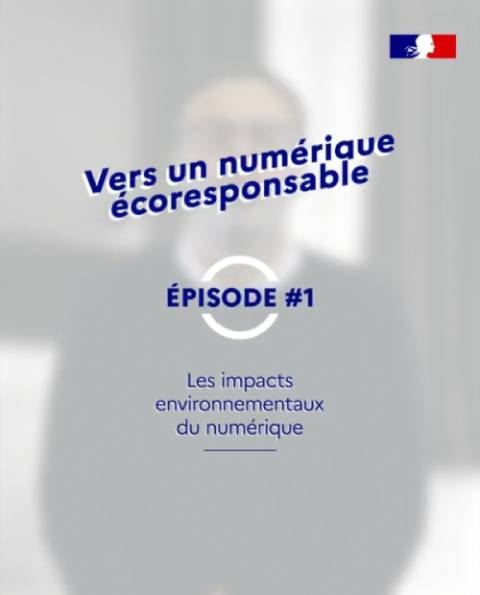 Vers un numérique
écoresponsable
ÉPISODE #1
Les impacts
environnementaux
du numérique